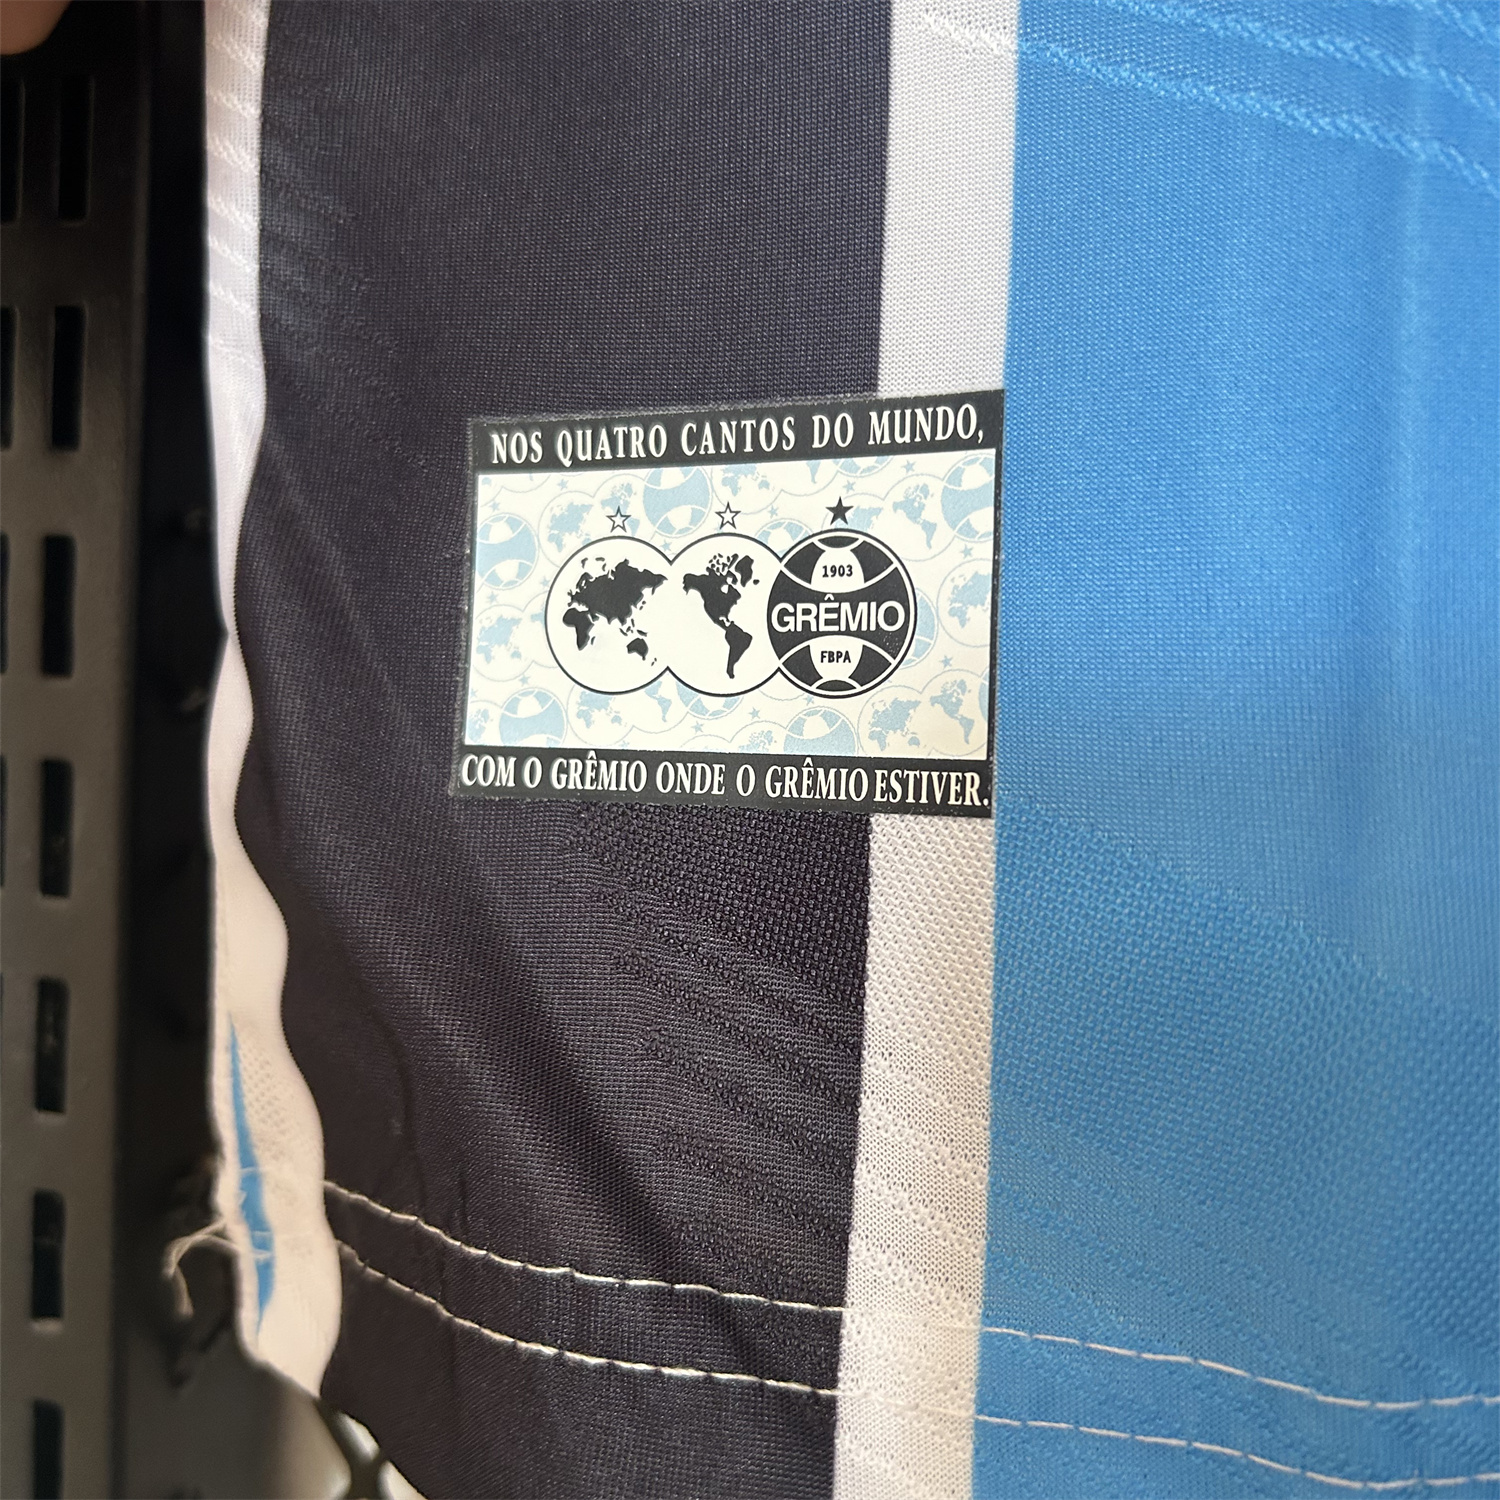 NOS QUATRO CANTOS DO MUNDO,
1903
GRÊMIO
FBPA
COM O GRÊMIO ONDE O GRÊMIO ESTIVER.